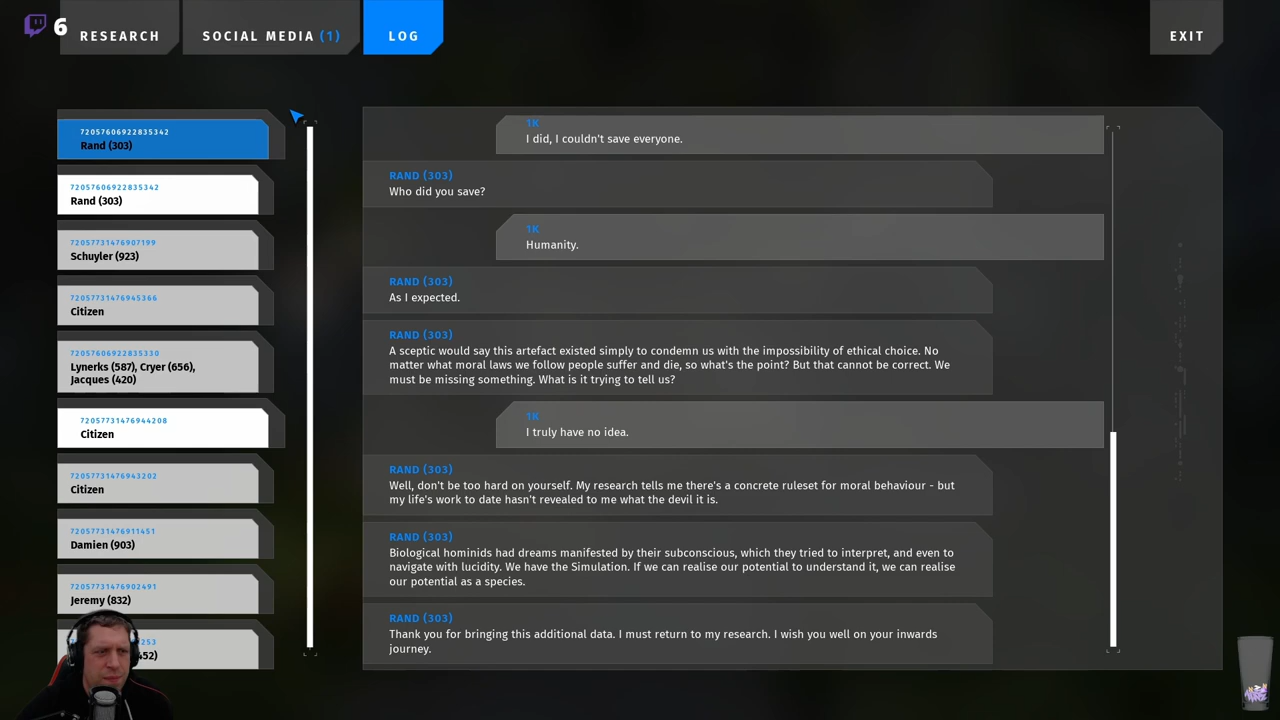 6
RESEARCH
SOCIAL MEDIA (1)
LOG
EXIT
72057606922835342
Rand (303)
72057606922835342
Rand (303)
72057731476907199
Schuyler (923)
72057731476945366
Citizen
72057606922835330
Lynerks (587), Cryer (656),
Jacques (420)
72057731476944208
Citizen
72057731476943202
Citizen
72057731476911451
Damien (903)
72057731476902491
Jeremy (832)
253
452)
1K
I did, I couldn't save everyone.
RAND (303)
Who did you save?
1K
Humanity.
RAND (303)
As I expected.
RAND (303)
A sceptic would say this artefact existed simply to condemn us with the impossibility of ethical choice. No
matter what moral laws we follow people suffer and die, so what's the point? But that cannot be correct. We
must be missing something. What is it trying to tell us?
1K
I truly have no idea.
RAND (303)
Well, don't be too hard on yourself. My research tells me there's a concrete ruleset for moral behaviour - but
my life's work to date hasn't revealed to me what the devil it is.
RAND (303)
Biological hominids had dreams manifested by their subconscious, which they tried to interpret, and even to
navigate with lucidity. We have the Simulation. If we can realise our potential to understand it, we can realise
our potential as a species.
RAND (303)
Thank you for bringing this additional data. I must return to my research. I wish you well on your inwards
journey.